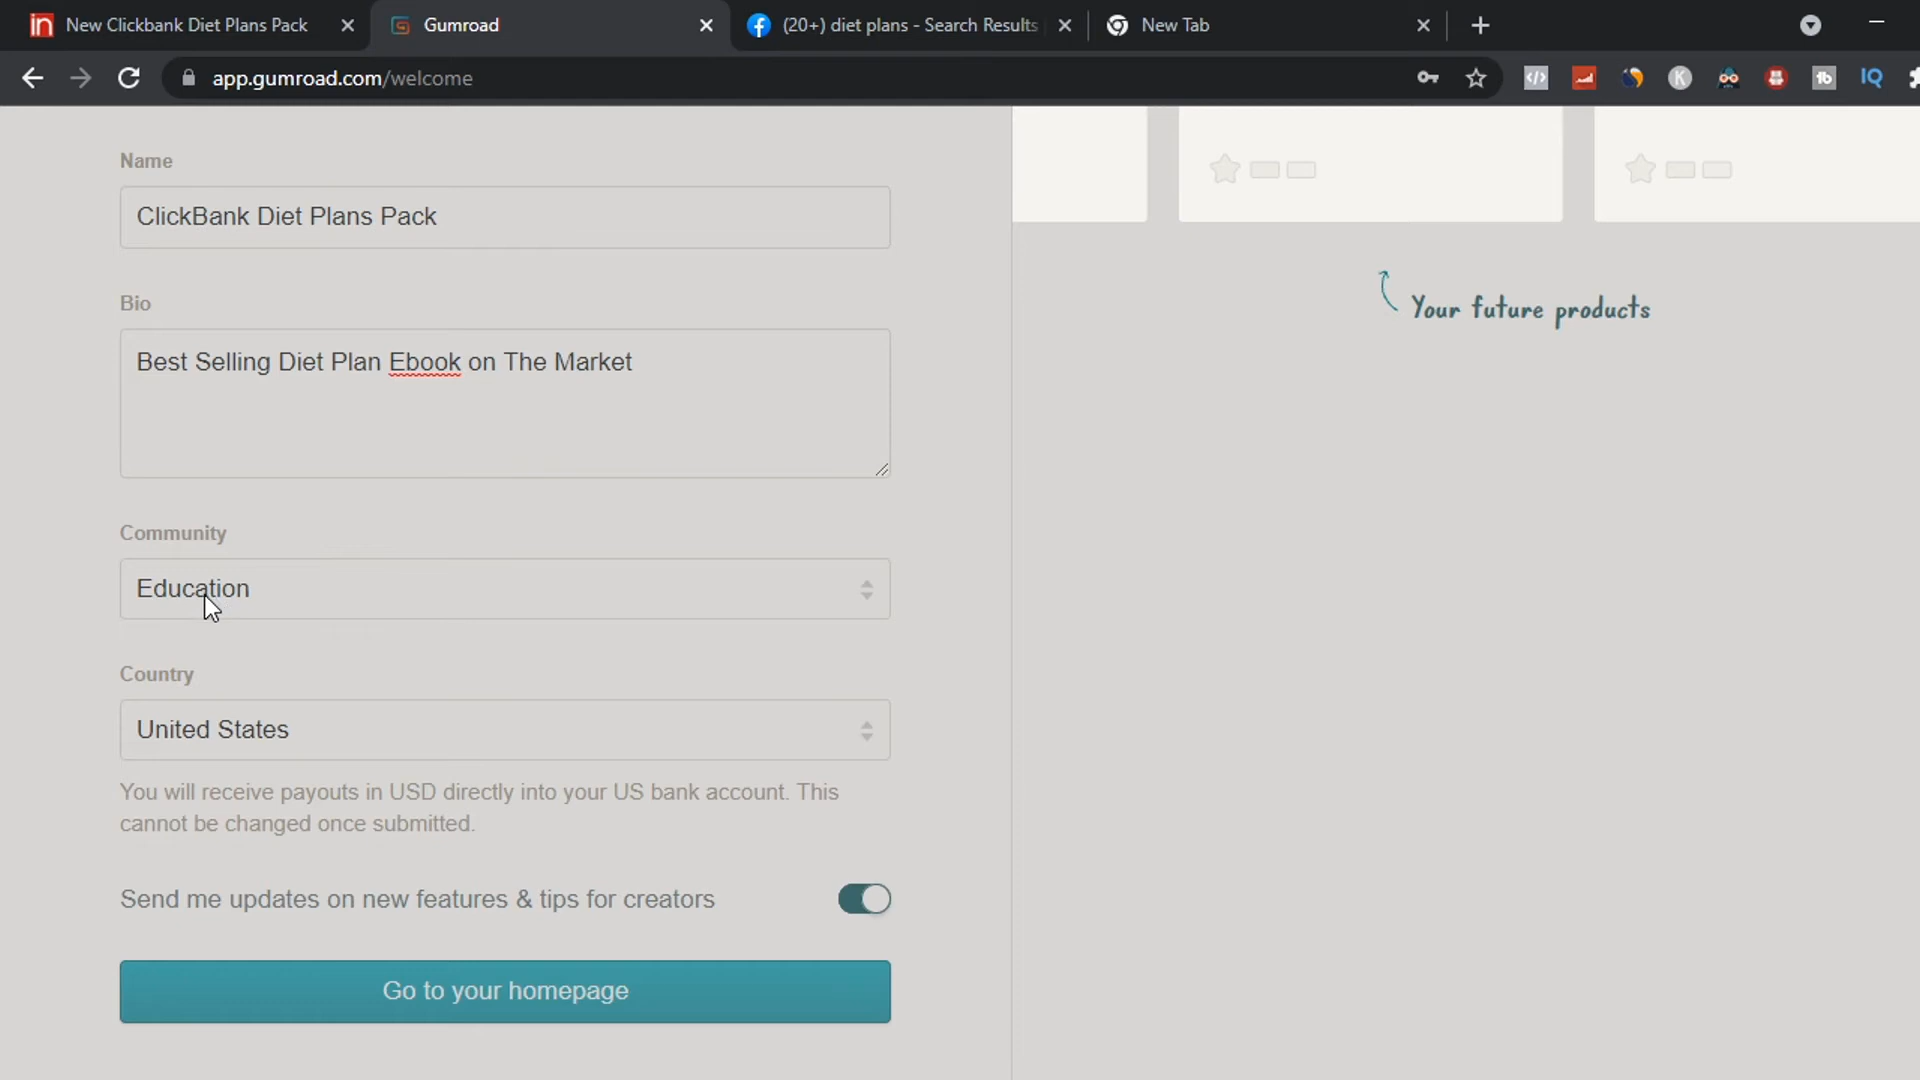 New Clickbank Diet Plans Pack
Gumroad
(20+) diet plans - Search Results
New Tab
app.gumroad.com/welcome
IQ
Name
ClickBank Diet Plans Pack
Bio
Best Selling Diet Plan Ebook on The Market
Your future products
Community
Education
Country
United States
You will receive payouts in USD directly into your US bank account. This
cannot be changed once submitted.
Send me updates on new features & tips for creators
Go to your homepage